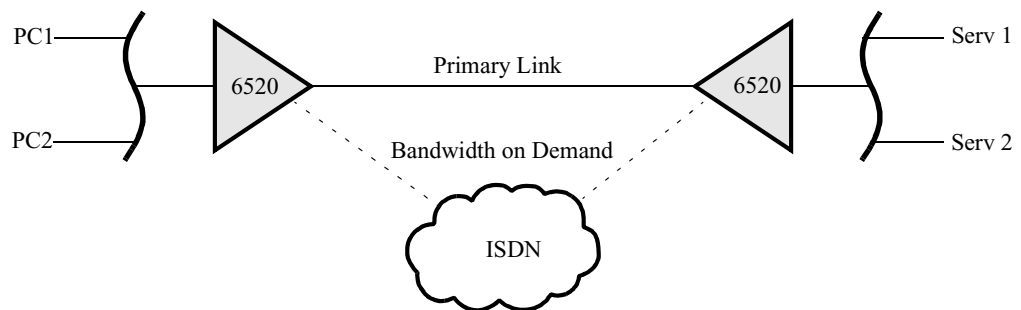 PC1
Serv 1
Primary Link
6520
6520
PC2
Serv 2
Bandwidth on Demand
ISDN